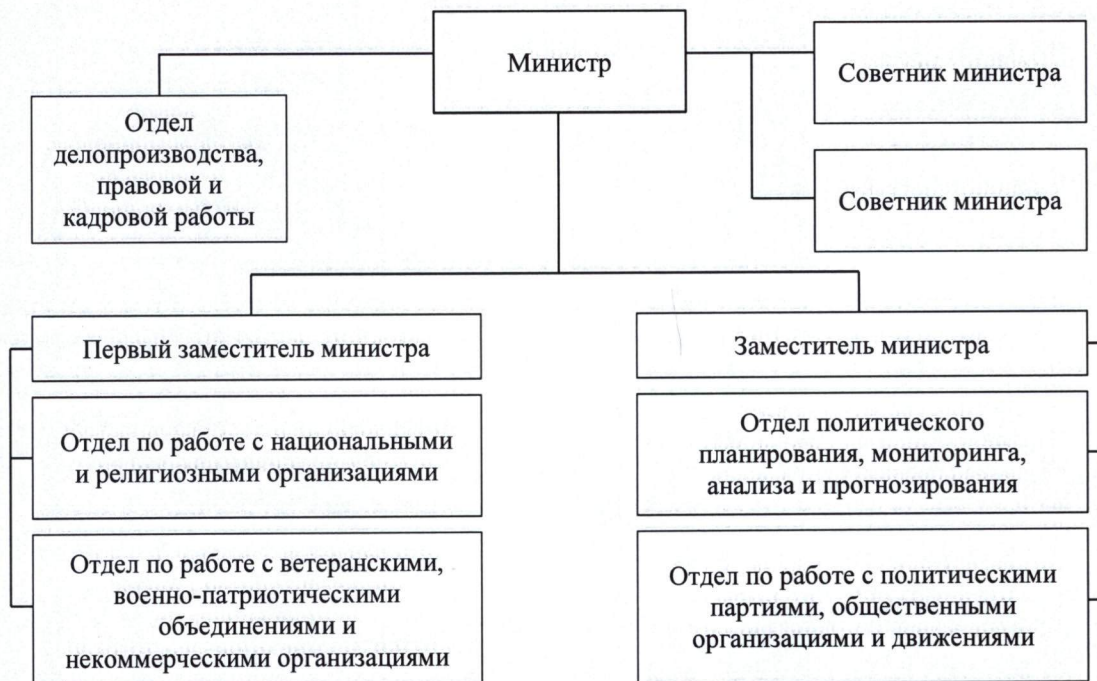 Министр
Советник министра
Советник министра
Отдел
делопроизводства,
правовой и
кадровой работы
Первый заместитель министра
Отдел по работе с национальными
и религиозными организациями
Отдел по работе с ветеранскими,
военно-патриотическими
объединениями и
некоммерческими организациями
Заместитель министра
Отдел политического
планирования, мониторинга,
анализа и прогнозирования
Отдел по работе с политическими
партиями, общественными
организациями и движениями